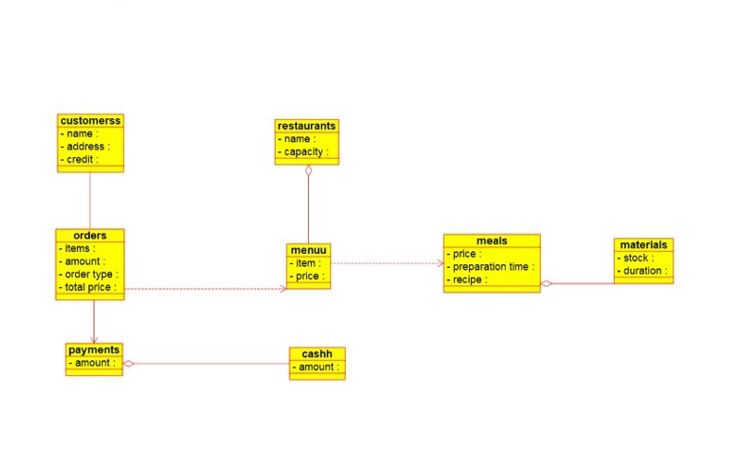 customerss
- name :
- address :
- credit :
restaurants
- name :
- capacity :
orders
- items :
- amount :
- order type :
- total price :
menuu
- item :
- price :
meals
- price :
- preparation time :
- recipe :
materials
- stock :
- duration :
payments
- amount :
cashh
- amount :